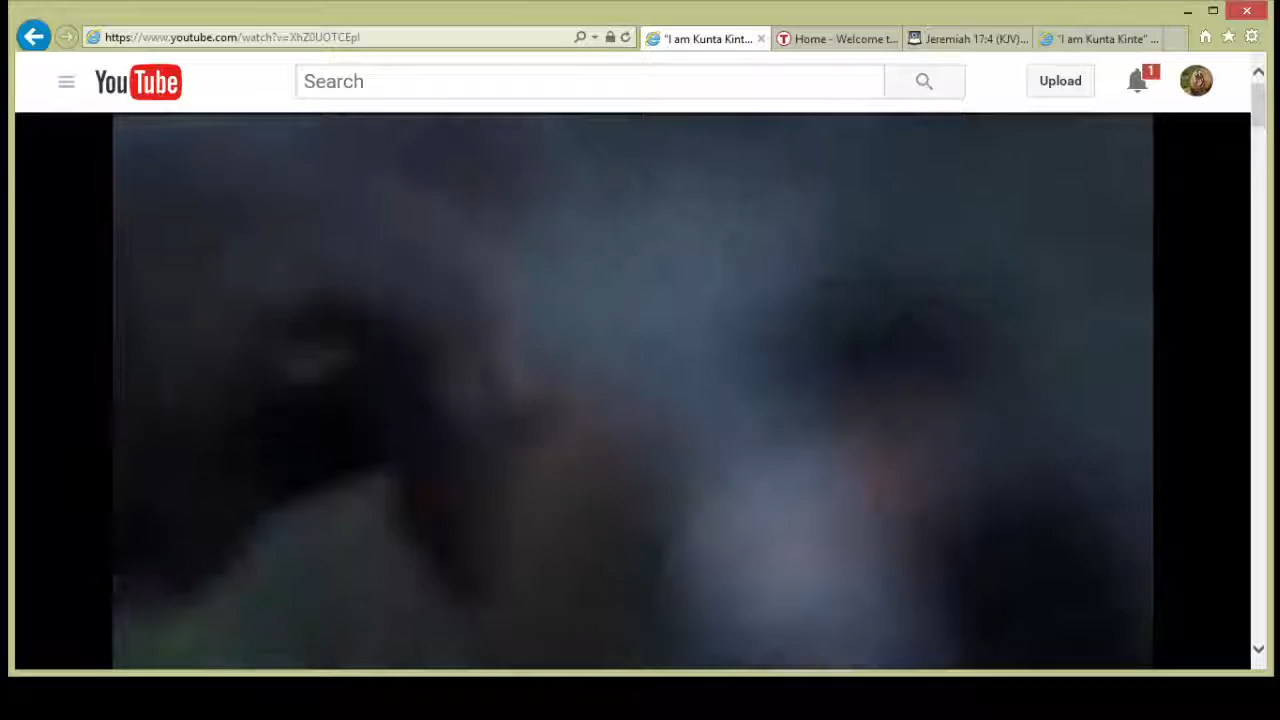 https://www.youtube.com/watch?v=XhZ0UOTCEpI
"I am Kunta Kint...
Home - Welcome t...
Jeremiah 17:4 (KJV)...
"I am Kunta Kinte" ...
YouTube
Search
Upload
1